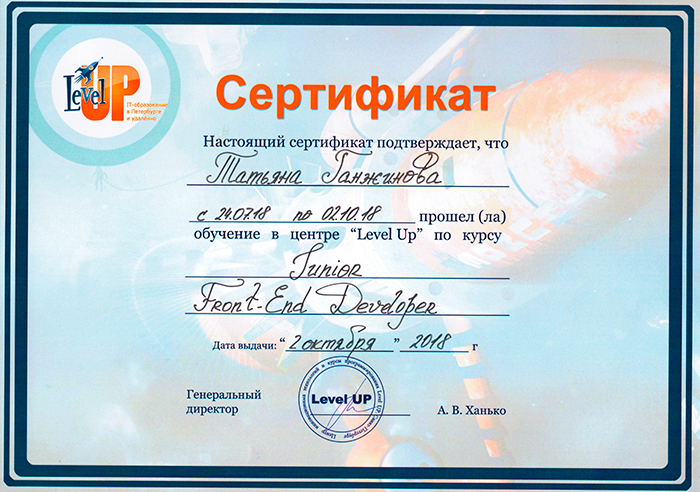 Level UP
IT-образование
в Петербурге
и удалённо
Сертификат
Настоящий сертификат подтверждает, что
Татьяна Ганжинова
с 24.07.18 по 02.10.18 прошел (ла)
обучение в центре “Level Up” по курсу
Junior
Front-End Developer
Дата выдачи: “ 2 октября ” 2018 г
Генеральный
директор
Level UP
А. В. Ханько